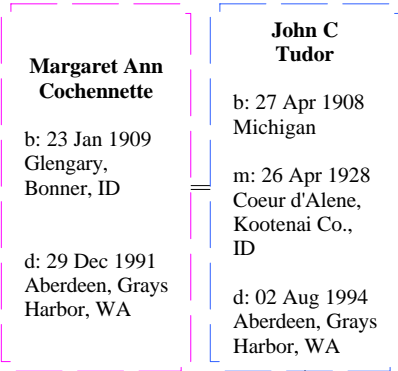 Margaret Ann
Cochennette
b: 23 Jan 1909
Glengary,
Bonner, ID
d: 29 Dec 1991
Aberdeen, Grays
Harbor, WA
John C
Tudor
b: 27 Apr 1908
Michigan
m: 26 Apr 1928
Coeur d'Alene,
Kootenai Co.,
ID
d: 02 Aug 1994
Aberdeen, Grays
Harbor, WA